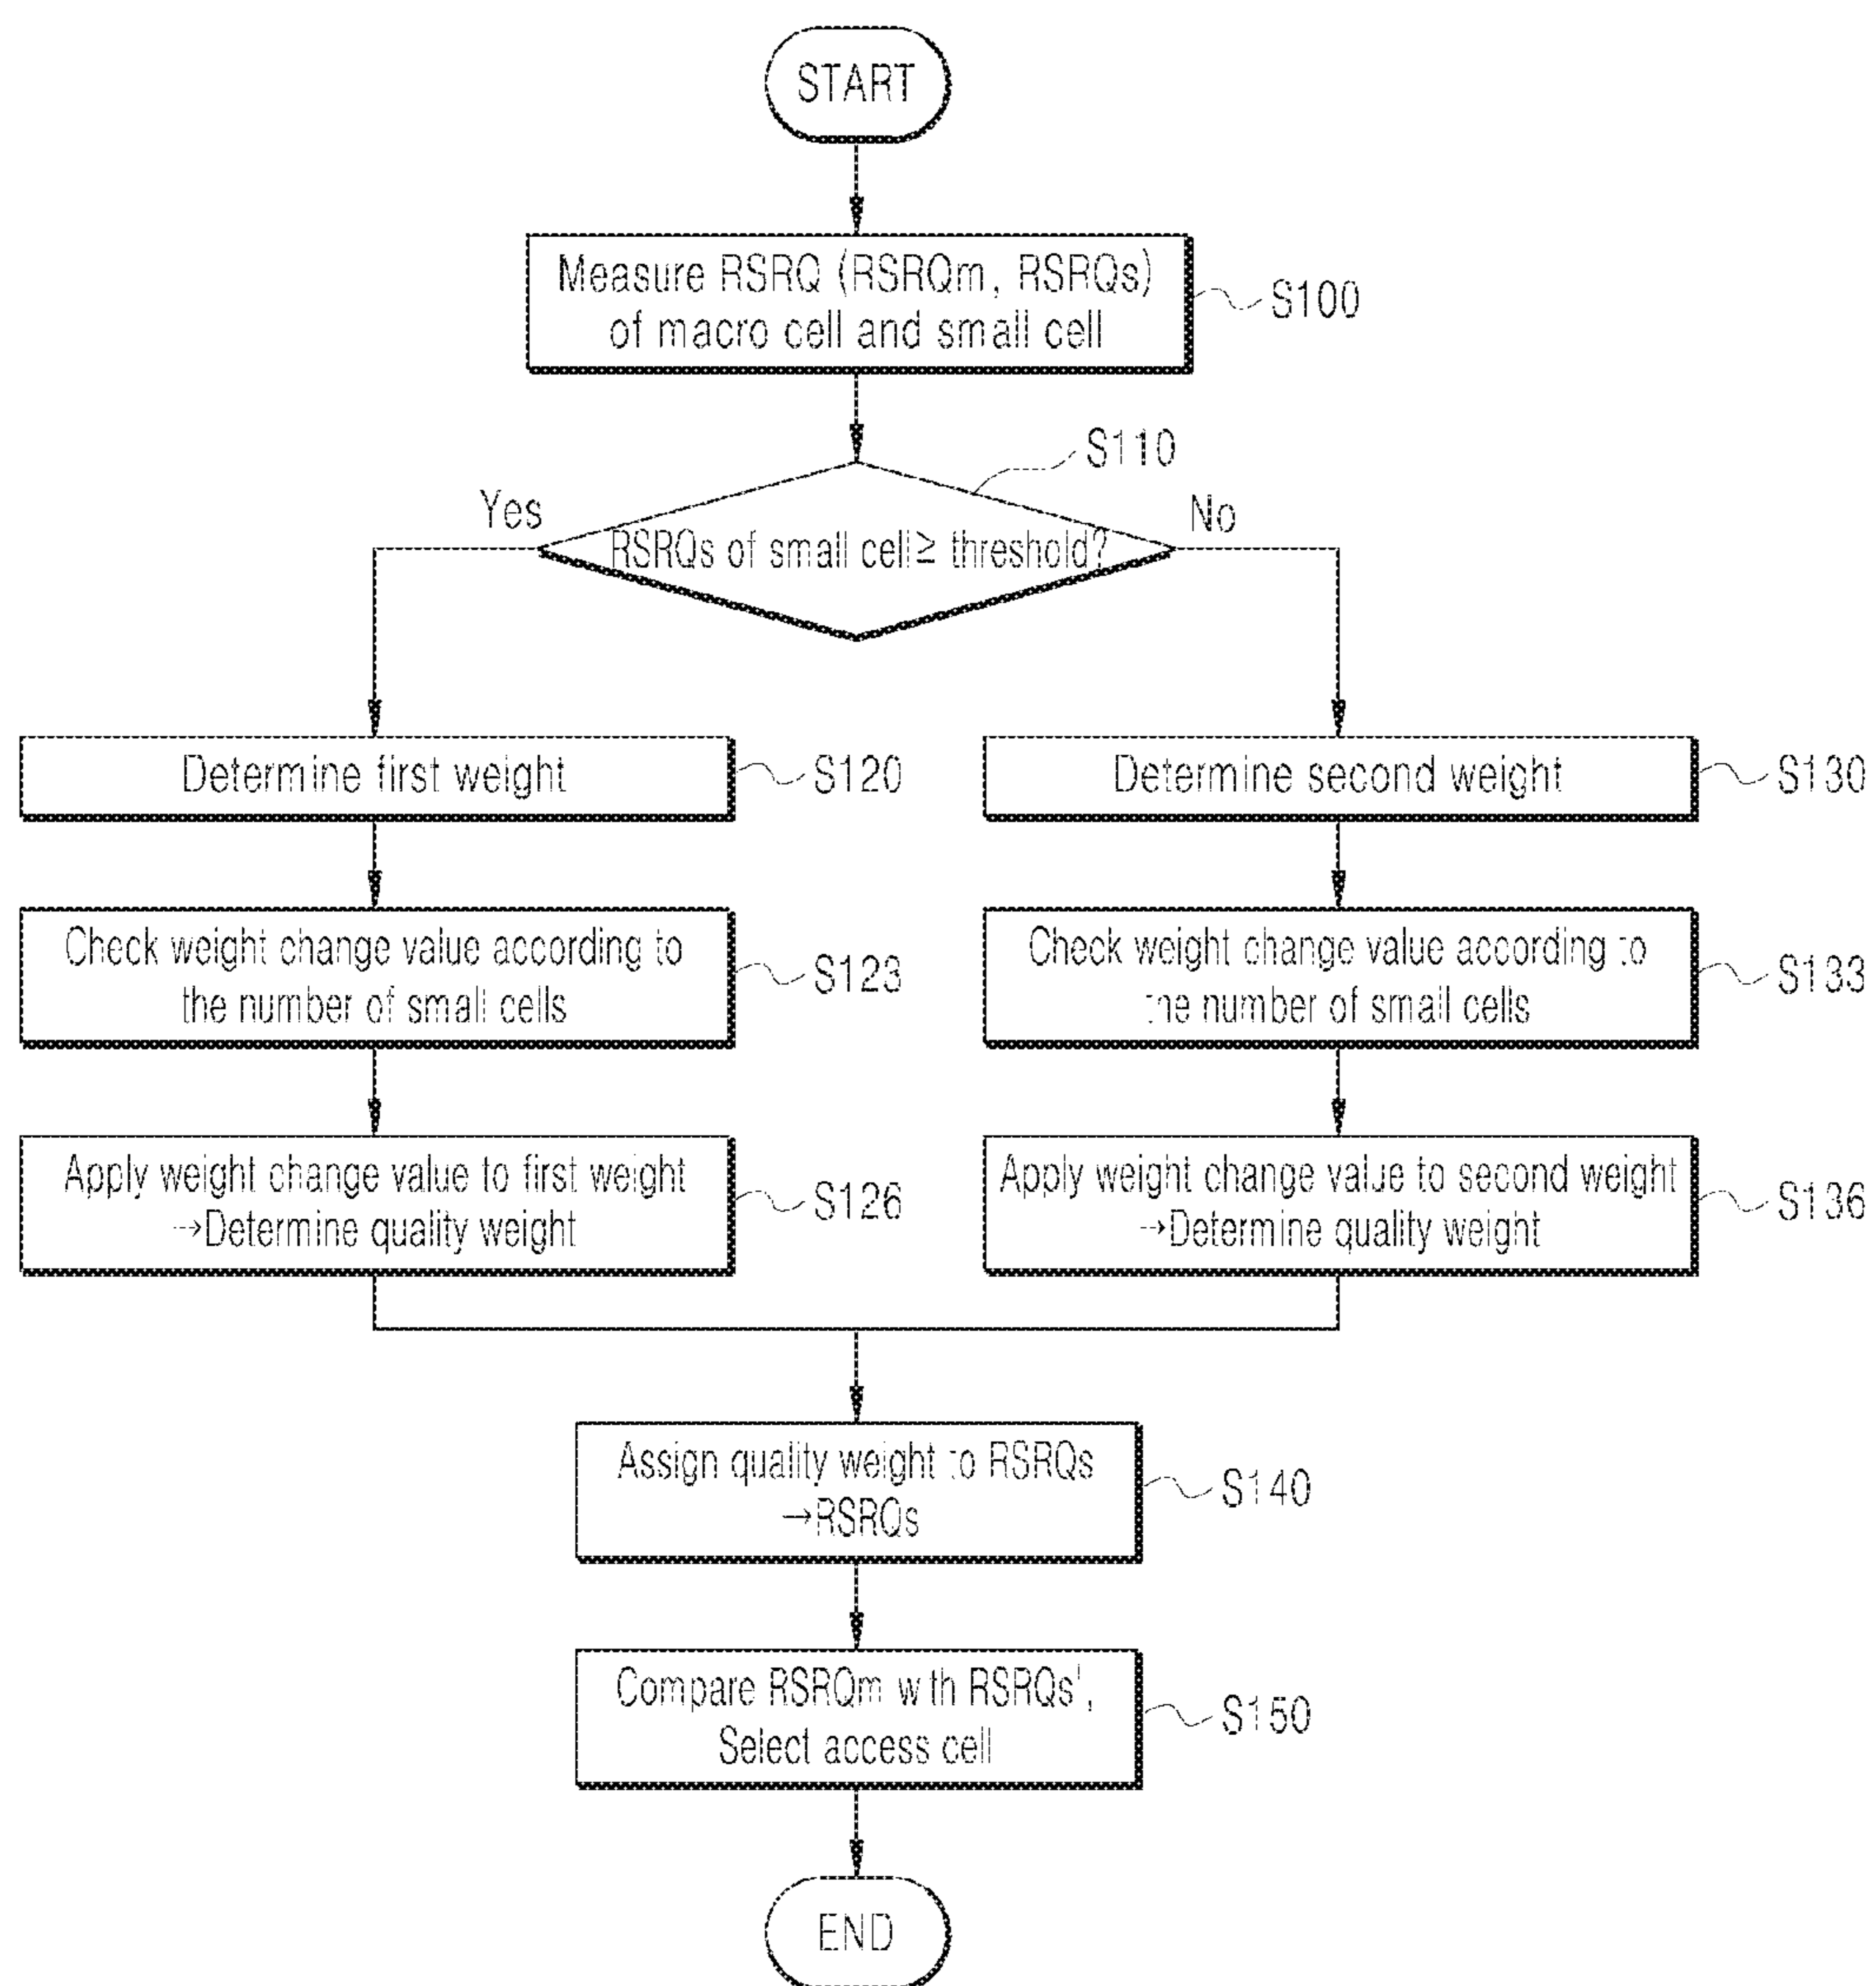 START
Measure RSRQ (RSRQm, RSRQs)
of macro cell and small cell
S100
S110
Yes
No
RSRQs of small cell ≥ threshold?
Determine first weight
S120
Determine second weight
S130
Check weight change value according to
the number of small cells
S123
Check weight change value according to
the number of small cells
S133
Apply weight change value to first weight
→Determine quality weight
S126
Apply weight change value to second weight
→Determine quality weight
S136
Assign quality weight to RSRQs
→RSRQs
S140
Compare RSRQm with RSRQs',
Select access cell
S150
END